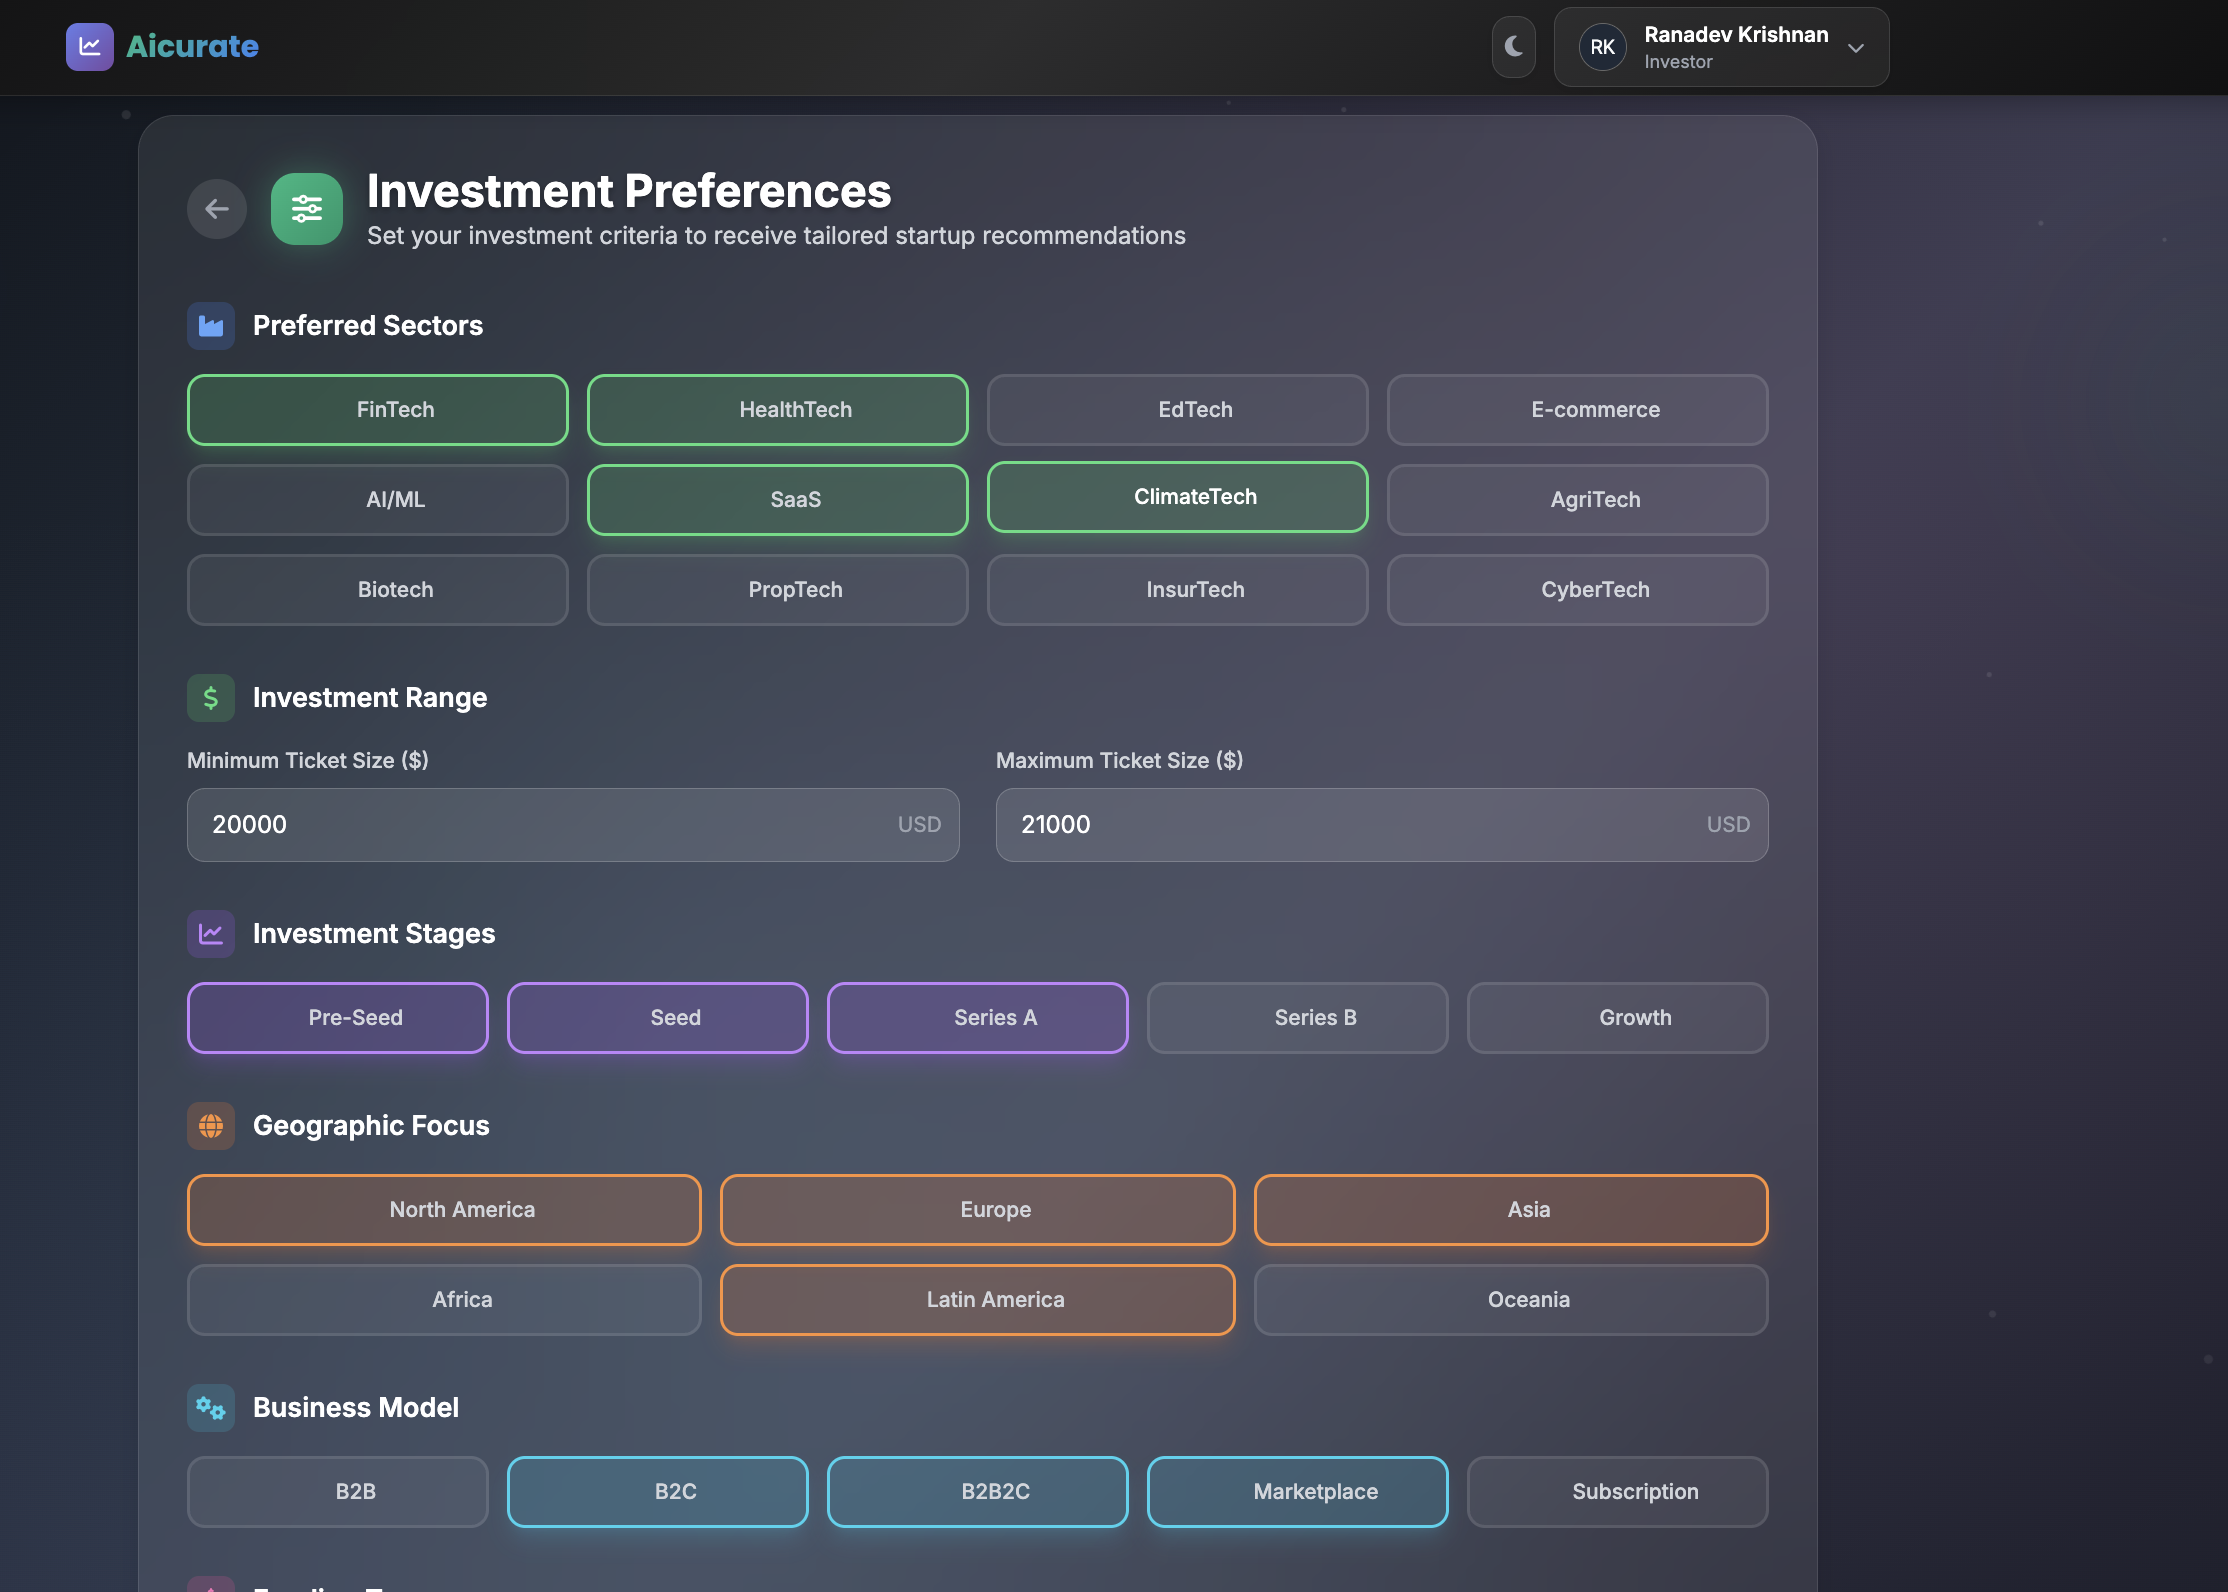 Aicurate
RK
Ranadev Krishnan
Investor
Investment Preferences
Set your investment criteria to receive tailored startup recommendations
Preferred Sectors
FinTech HealthTech EdTech E-commerce
AI/ML SaaS ClimateTech AgriTech
Biotech PropTech InsurTech CyberTech
$ Investment Range
Minimum Ticket Size ($) Maximum Ticket Size ($)
20000 USD 21000 USD
Investment Stages
Pre-Seed Seed Series A Series B Growth
Geographic Focus
North America Europe Asia
Africa Latin America Oceania
Business Model
B2B B2C B2B2C Marketplace Subscription